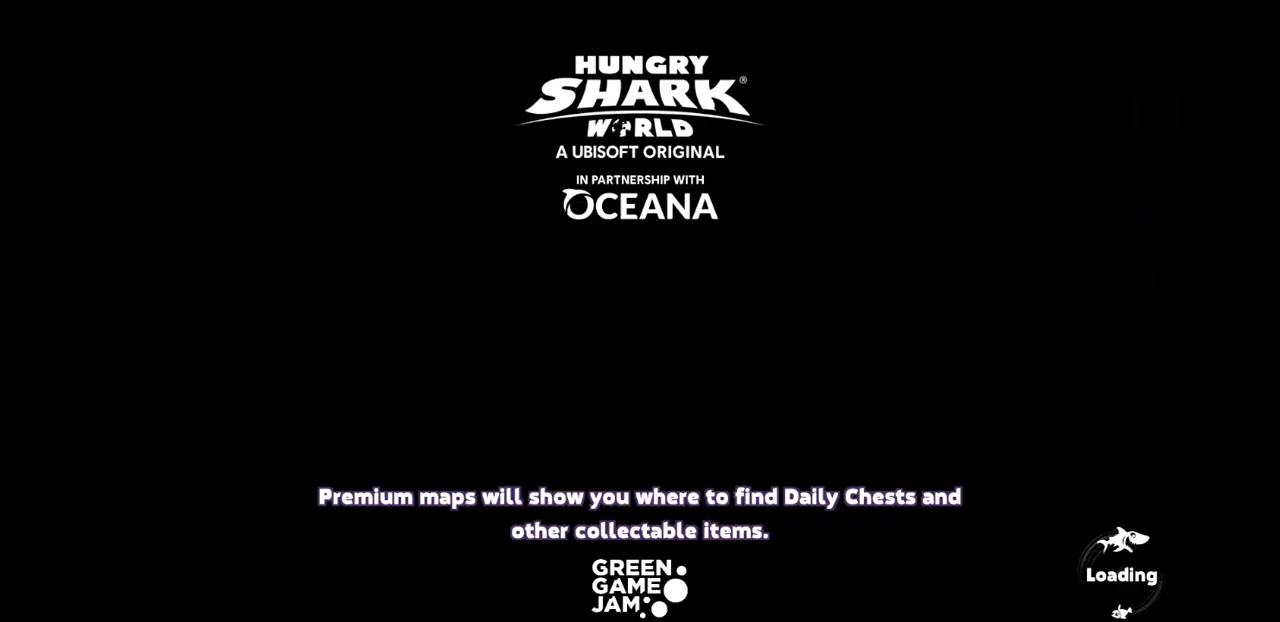 HUNGRY
SHARK®
WORLD
A UBISOFT ORIGINAL
IN PARTNERSHIP WITH
OCEANA
Premium maps will show you where to find Daily Chests and
other collectable items.
GREEN
GAME
JAM
Loading